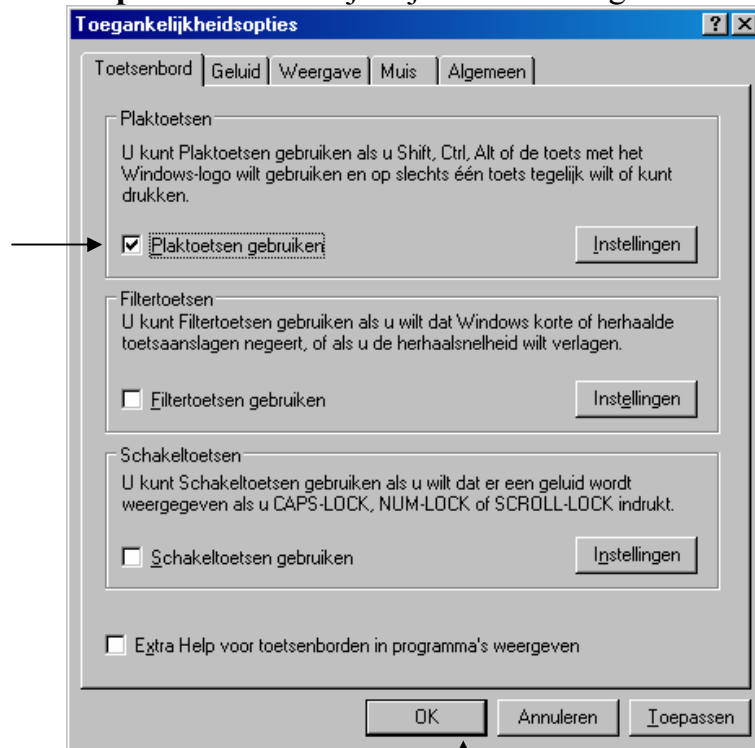 Toegankelijkheidsopties
Toetsenbord Geluid Weergave Muis Algemeen
Plaktoetsen
U kunt Plaktoetsen gebruiken als u Shift, Ctrl, Alt of de toets met het
Windows-logo wilt gebruiken en op slechts één toets tegelijk wilt of kunt
drukken.
Plaktoetsen gebruiken Instellingen
Filtertoetsen
U kunt Filtertoetsen gebruiken als u wilt dat Windows korte of herhaalde
toetsaanslagen negeert, of als u de herhaalsnelheid wilt verlagen.
Filtertoetsen gebruiken Instellingen
Schakeltoetsen
U kunt Schakeltoetsen gebruiken als u wilt dat er een geluid wordt
weergegeven als u CAPS-LOCK, NUM-LOCK of SCROLL-LOCK indrukt.
Schakeltoetsen gebruiken Instellingen
Extra Help voor toetsenborden in programma's weergeven
OK Annuleren Toepassen